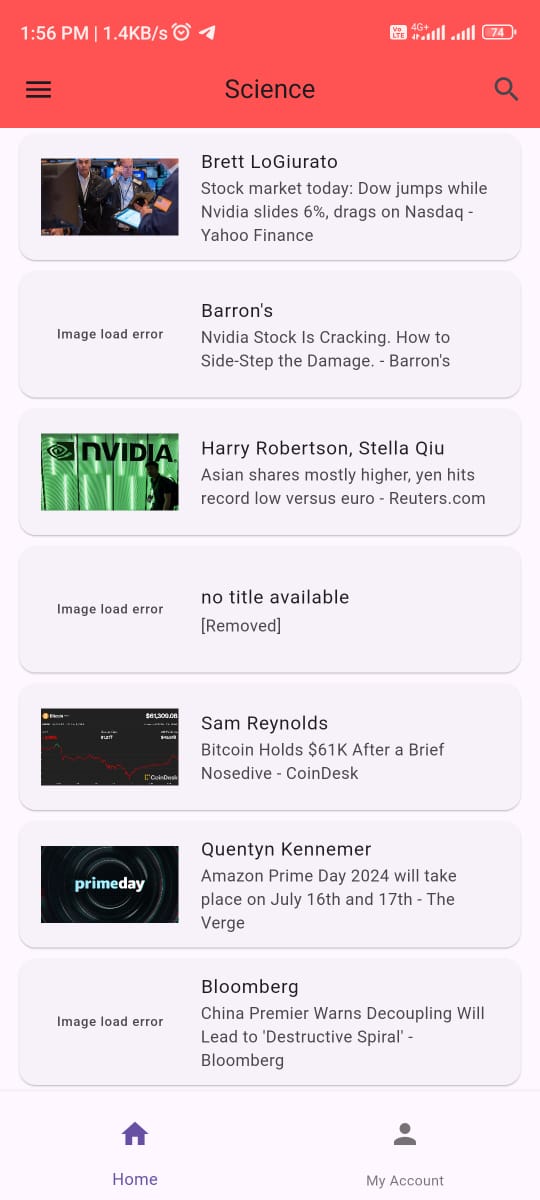 1:56 PM | 1.4KB/s
Vo LTE 4G+ 74
Science
Brett LoGiurato
Stock market today: Dow jumps while
Nvidia slides 6%, drags on Nasdaq -
Yahoo Finance
Image load error
Barron's
Nvidia Stock Is Cracking. How to
Side-Step the Damage. - Barron's
NVIDIA
Harry Robertson, Stella Qiu
Asian shares mostly higher, yen hits
record low versus euro - Reuters.com
Image load error
no title available
[Removed]
Bitcoin
$61,309.08
CoinDesk
Sam Reynolds
Bitcoin Holds $61K After a Brief
Nosedive - CoinDesk
primeday
Quentyn Kennemer
Amazon Prime Day 2024 will take
place on July 16th and 17th - The
Verge
Image load error
Bloomberg
China Premier Warns Decoupling Will
Lead to 'Destructive Spiral' -
Bloomberg
Home
My Account